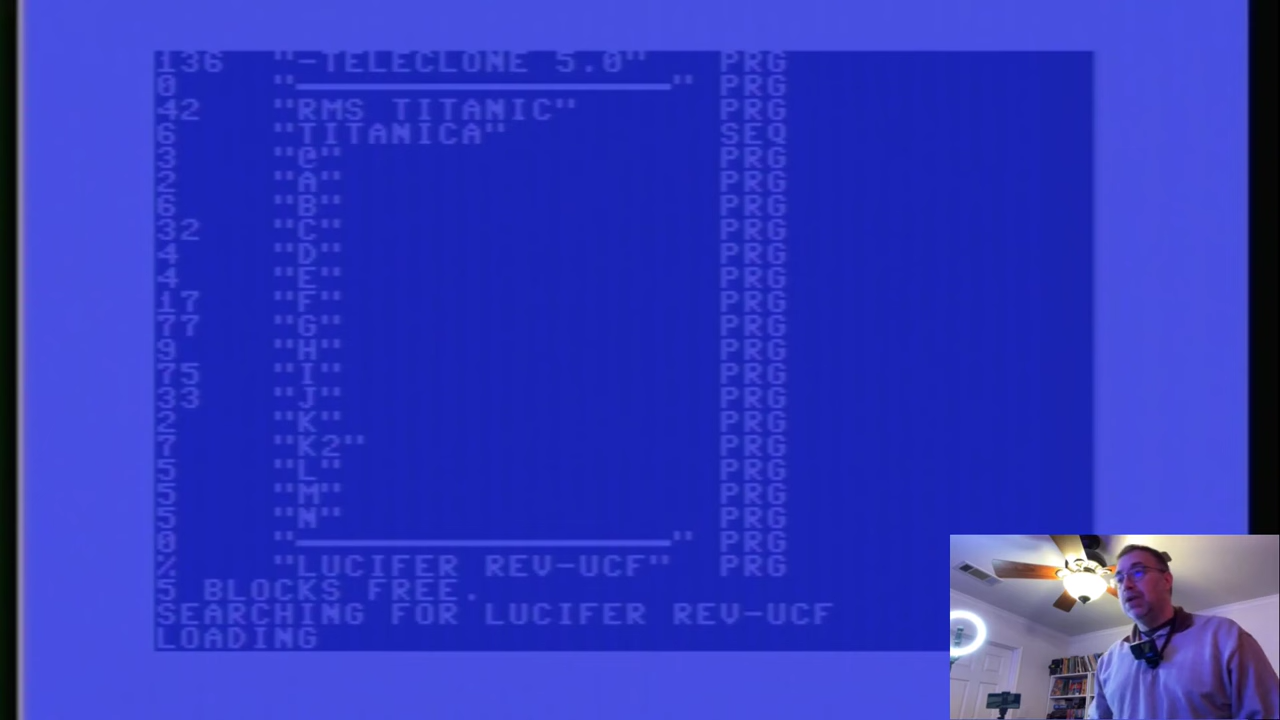 136 "-TELECLONE 5.0" PRG
0 "────────────────" PRG
42 "RMS TITANIC" PRG
6 "TITANICA" SEQ
3 "@" PRG
2 "A" PRG
6 "B" PRG
32 "C" PRG
4 "D" PRG
4 "E" PRG
17 "F" PRG
77 "G" PRG
9 "H" PRG
75 "I" PRG
33 "J" PRG
2 "K" PRG
7 "K2" PRG
5 "L" PRG
5 "M" PRG
5 "N" PRG
0 "────────────────" PRG
% "LUCIFER REV-UCF" PRG
5 BLOCKS FREE.
SEARCHING FOR LUCIFER REV-UCF
LOADING